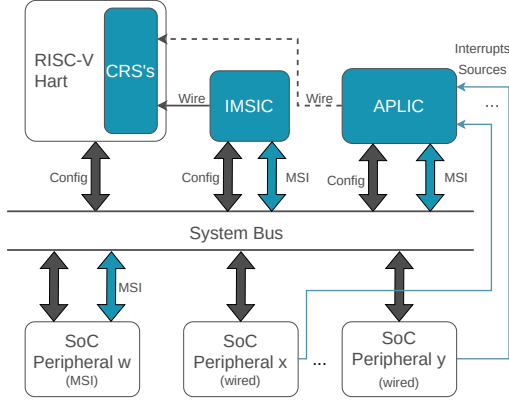 RISC-V
Hart
CRS's
Wire
IMSIC
Wire
APLIC
Interrupts
Sources
...
Config
Config
MSI
Config
MSI
System Bus
MSI
SoC
Peripheral w
(MSI)
SoC
Peripheral x
(wired)
...
SoC
Peripheral y
(wired)